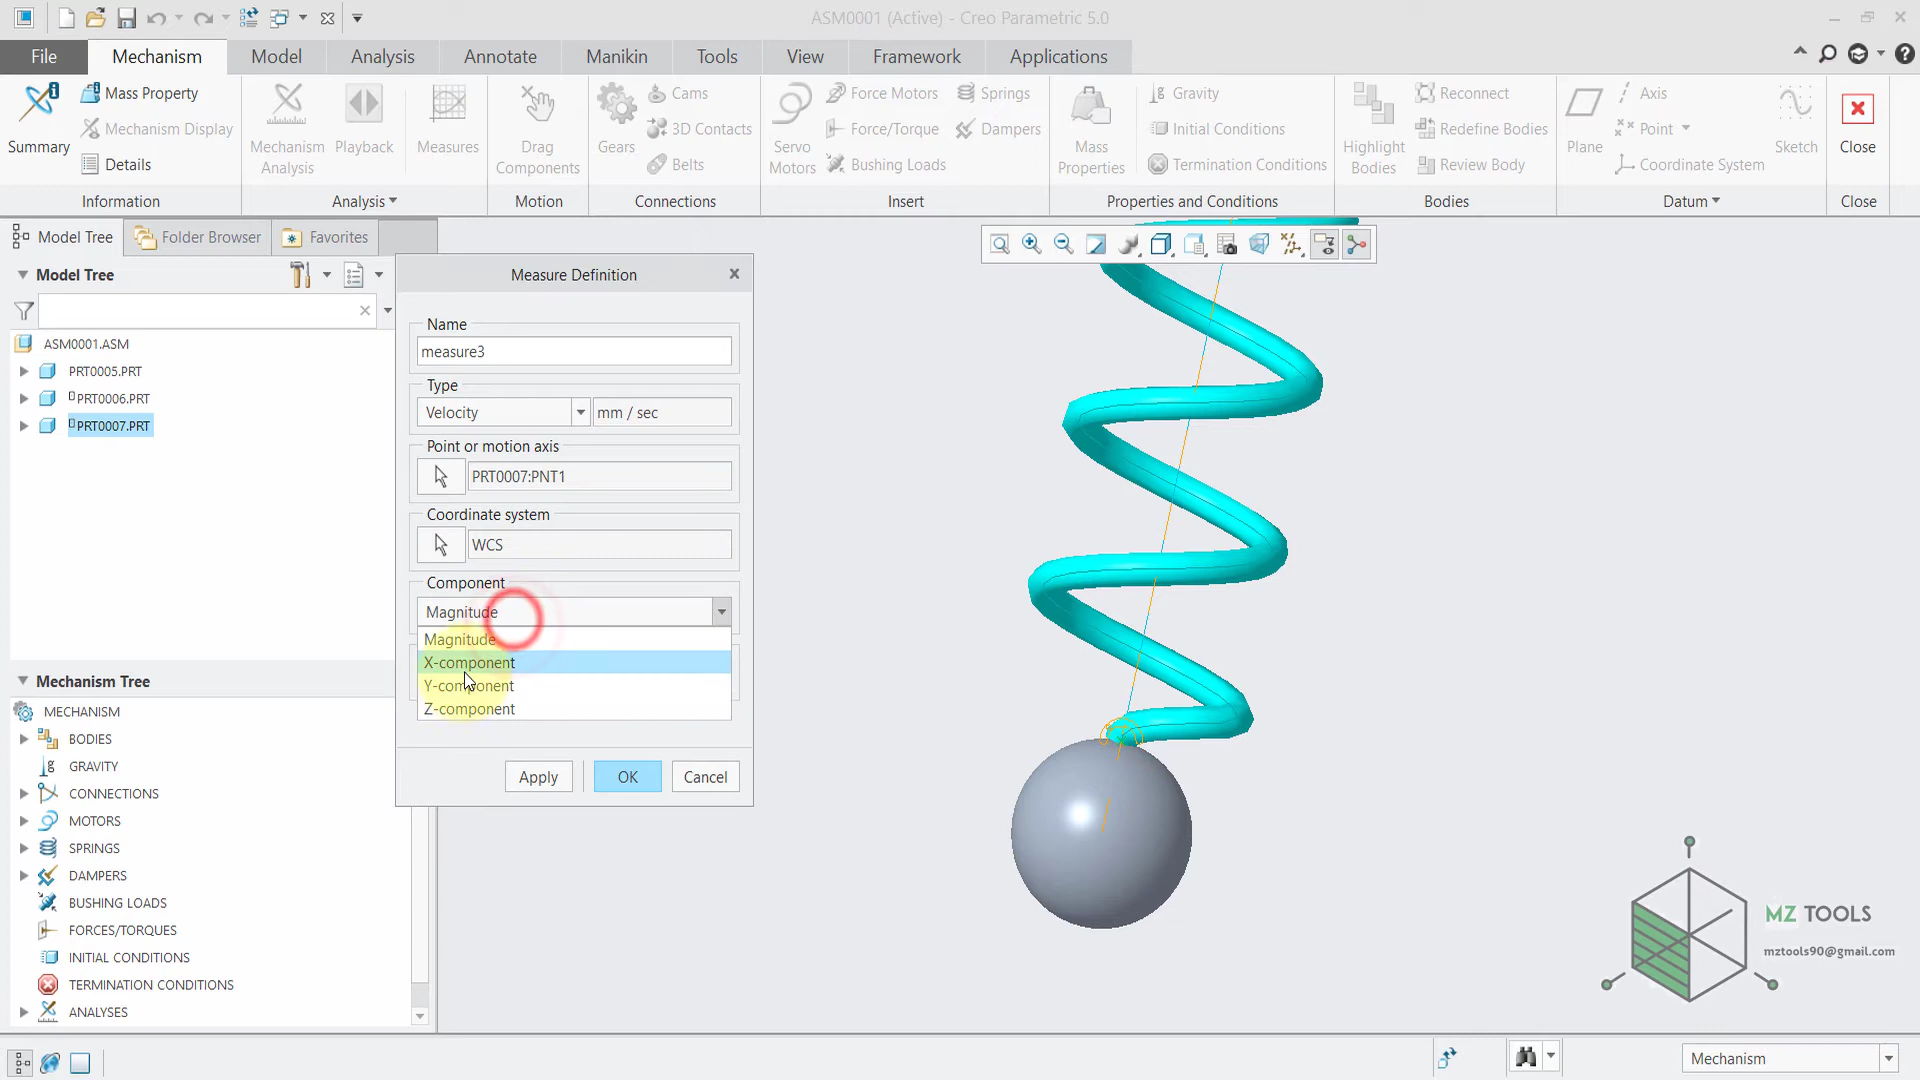 ASM0001 (Active) - Creo Parametric 5.0
File Mechanism Model Analysis Annotate Manikin Tools View Framework Applications
Summary
Mass Property
Mechanism Display
Details
Information
Mechanism
Analysis
Playback
Measures
Analysis
Drag
Components
Motion
Gears
Cams
3D Contacts
Belts
Connections
Servo
Motors
Force Motors
Force/Torque
Bushing Loads
Springs
Dampers
Insert
Mass
Properties
Gravity
Initial Conditions
Termination Conditions
Properties and Conditions
Highlight
Bodies
Reconnect
Redefine Bodies
Review Body
Bodies
Plane
Axis
Point
Coordinate System
Sketch
Datum
Close
Close
Model Tree Folder Browser Favorites
Model Tree
ASM0001.ASM
PRT0005.PRT
PRT0006.PRT
PRT0007.PRT
Mechanism Tree
MECHANISM
BODIES
GRAVITY
CONNECTIONS
MOTORS
SPRINGS
DAMPERS
BUSHING LOADS
FORCES/TORQUES
INITIAL CONDITIONS
TERMINATION CONDITIONS
ANALYSES
Measure Definition
Name
measure3
Type
Velocity mm / sec
Point or motion axis
PRT0007:PNT1
Coordinate system
WCS
Component
Magnitude
Magnitude
X-component
Y-component
Z-component
Apply OK Cancel
MZ TOOLS
mztools90@gmail.com
Mechanism